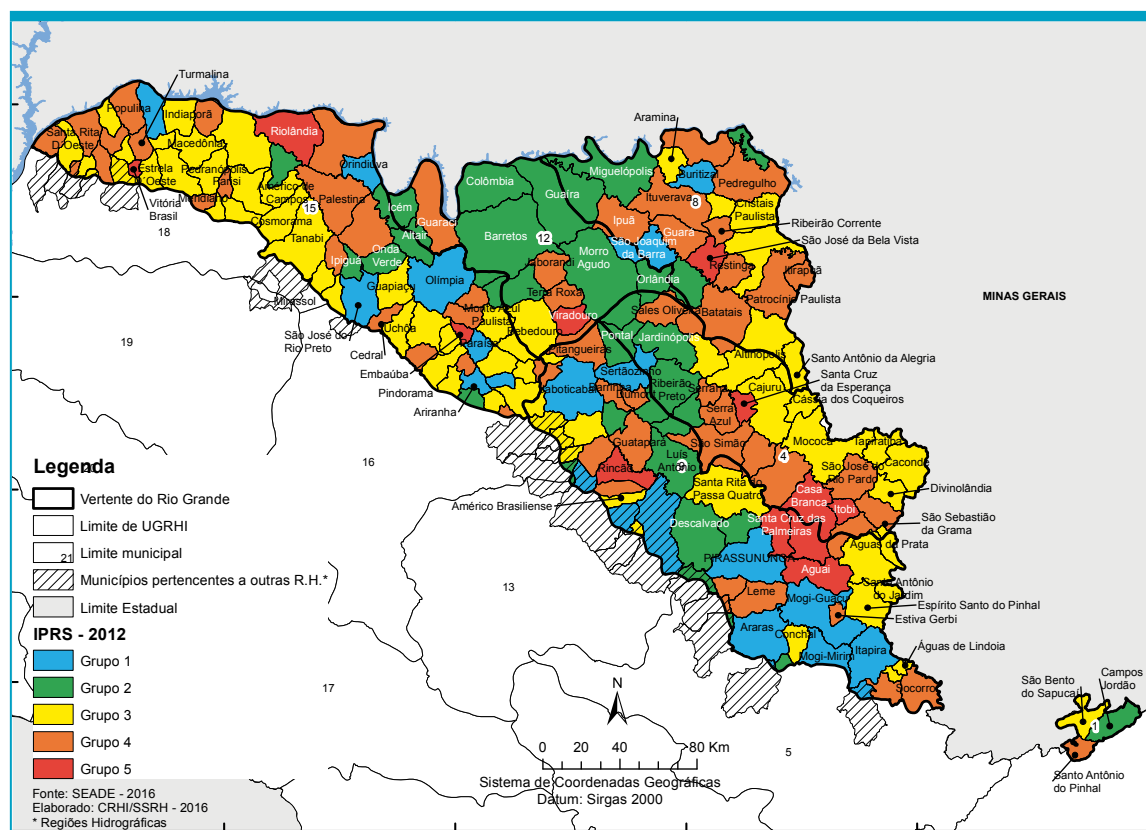 Turmalina
Populina
Indiaporã
Santa Rita
D'Oeste
Macedônia
Riolândia
Estrela
D'Oeste
Pedranópolis
Parisi
Meridiano
Vitória
Brasil
18
Américo de
Campos
15
Cosmorama
Tanabi
Palestina
Orindiuva
Icém
Altair
Guaraci
Onda
Verde
Ipiguá
Guapiaçu
Olímpia
Mirassol
São José do
Rio Preto
Uchôa
Cedral
Embaúba
Pindorama
Ariranha
Paraíso
Monte Azul
Paulista
Bebedouro
Colômbia
Guaíra
Miguelópolis
Barretos
12
Morro
Agudo
Jaborandi
Terra Roxa
Viradouro
Pitangueiras
Aramina
Buritizal
Ituverava
8
Pedregulho
Cristais
Paulista
Ipuã
Guará
São Joaquim
da Barra
Ribeirão Corrente
São José da Bela Vista
Restinga
Itirapuã
Orlândia
Patrocínio Paulista
Sales Oliveira
Batatais
MINAS GERAIS
Pontal
Jardinópolis
Sertãozinho
Jaboticabal
Barrinha
Dumont
Ribeirão
Preto
Serrana
Serra
Azul
Altinópolis
Santo Antônio da Alegria
Santa Cruz
da Esperança
Cajuru
Cássia dos Coqueiros
Guatapará
São Simão
Mococa
Tapiratiba
Rincão
Luís
Antônio
9
4
São José do
Rio Pardo
Caconde
Santa Rita do
Passa Quatro
Casa
Branca
Itobi
Divinolândia
Américo Brasiliense
Descalvado
Santa Cruz das
Palmeiras
São Sebastião
da Grama
Águas da Prata
PIRASSUNUNGA
Aguaí
Santo Antônio
do Jardim
Leme
Mogi-Guaçu
Espírito Santo do Pinhal
Estiva Gerbi
Araras
Conchal
Mogi-Mirim
Itapira
Águas de Lindoia
Socorro
São Bento
do Sapucaí
Campos
Jordão
1
Santo Antônio
do Pinhal
19
20
16
13
21
17
5
Legenda
Vertente do Rio Grande
Limite de UGRHI
Limite municipal
Municípios pertencentes a outras R.H.*
Limite Estadual
IPRS - 2012
Grupo 1
Grupo 2
Grupo 3
Grupo 4
Grupo 5
Fonte: SEADE - 2016
Elaborado: CRHI/SSRH - 2016
* Regiões Hidrográficas
N
0 20 40 80 Km
Sistema de Coordenadas Geográficas
Datum: Sirgas 2000